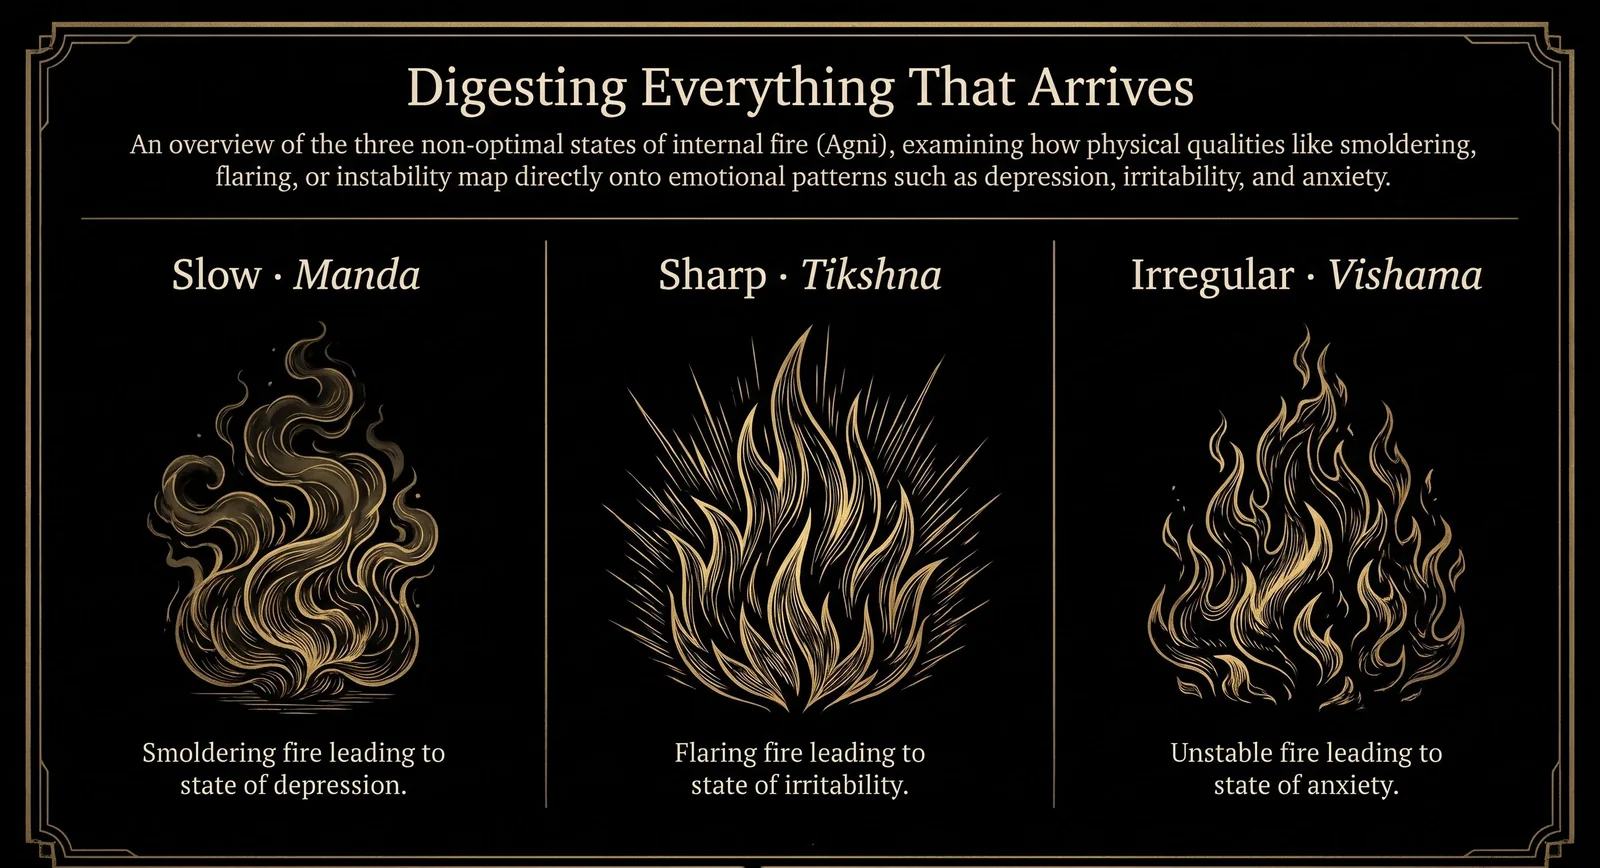 Digesting Everything That Arrives
An overview of the three non-optimal states of internal fire (Agni), examining how physical qualities like smoldering,
flaring, or instability map directly onto emotional patterns such as depression, irritability, and anxiety.
Slow · Manda
Smoldering fire leading to
state of depression.
Sharp · Tikshna
Flaring fire leading to
state of irritability.
Irregular · Vishama
Unstable fire leading to
state of anxiety.